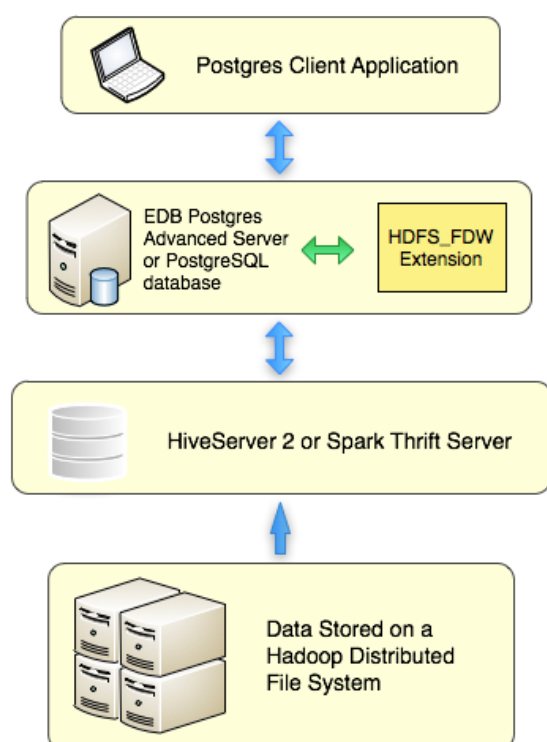 Postgres Client Application
EDB Postgres
Advanced Server
or PostgreSQL
database
HDFS_FDW
Extension
HiveServer 2 or Spark Thrift Server
Data Stored on a
Hadoop Distributed
File System